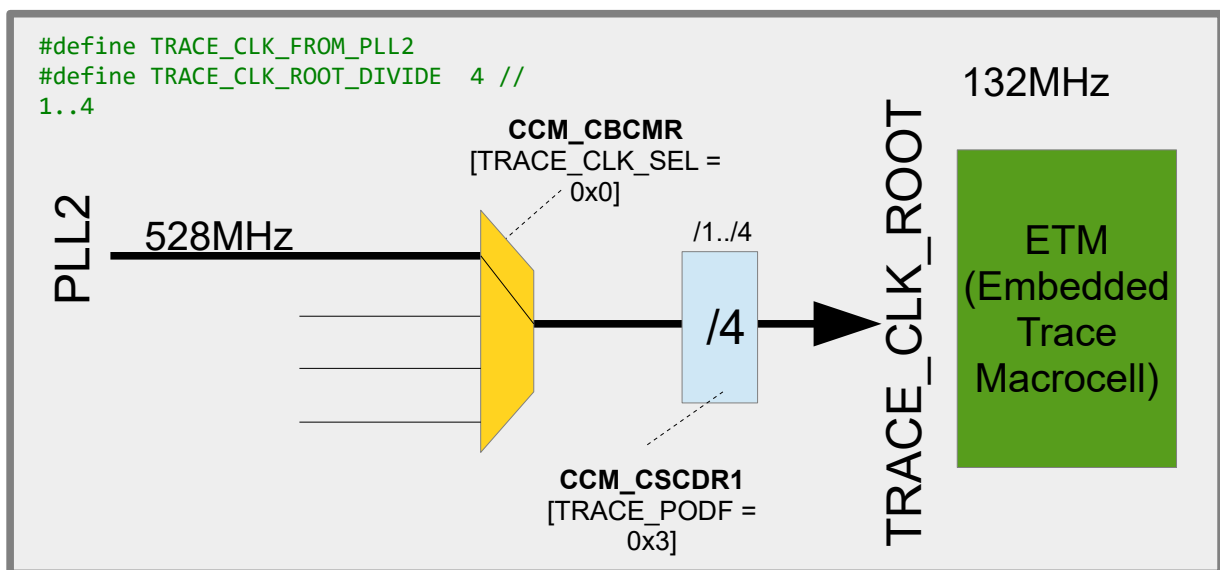 #define TRACE_CLK_FROM_PLL2
#define TRACE_CLK_ROOT_DIVIDE  4 //
1..4
132MHz
CCM_CBCMR
[TRACE_CLK_SEL =
0x0]
PLL2
528MHz
/1../4
/4
TRACE_CLK_ROOT
ETM
(Embedded
Trace
Macrocell)
CCM_CSCDR1
[TRACE_PODF =
0x3]